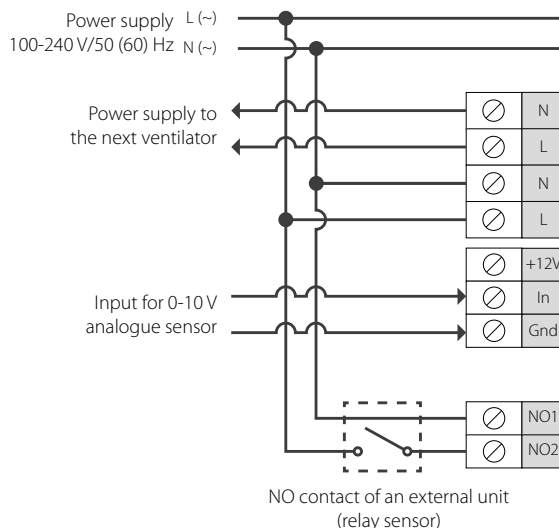 Power supply L (~)
100-240 V/50 (60) Hz N (~)
Power supply to
the next ventilator
N
L
N
L
+12V
Input for 0-10 V
analogue sensor
In
Gnd
NO1
NO2
NO contact of an external unit
(relay sensor)